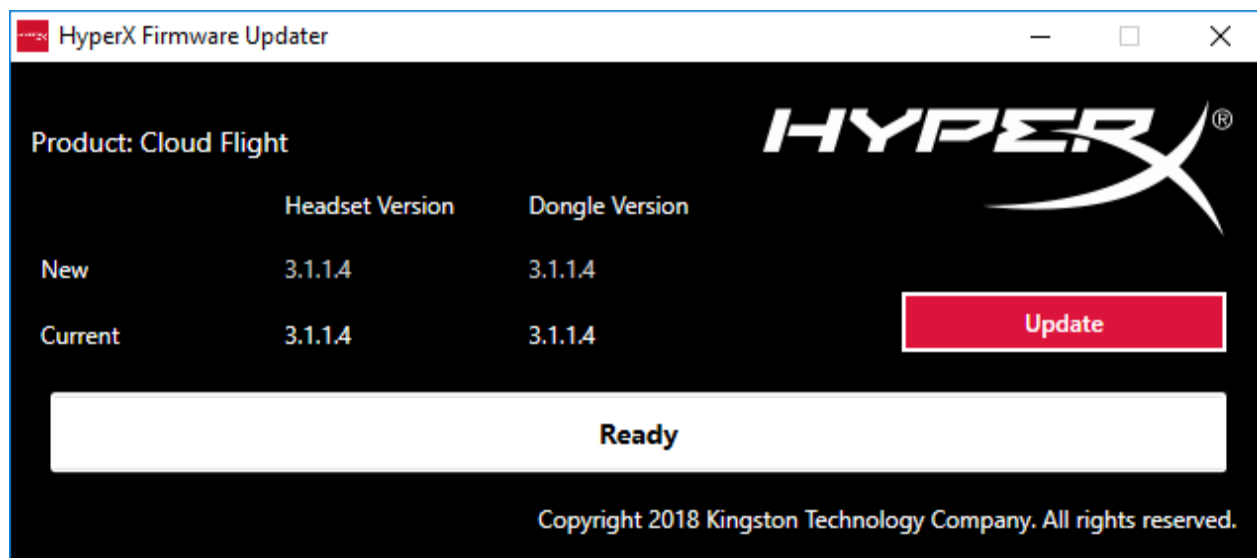 HyperX Firmware Updater
HYPERX®
Product: Cloud Flight
Headset Version Dongle Version
New 3.1.1.4 3.1.1.4
Current 3.1.1.4 3.1.1.4
Update
Ready
Copyright 2018 Kingston Technology Company. All rights reserved.